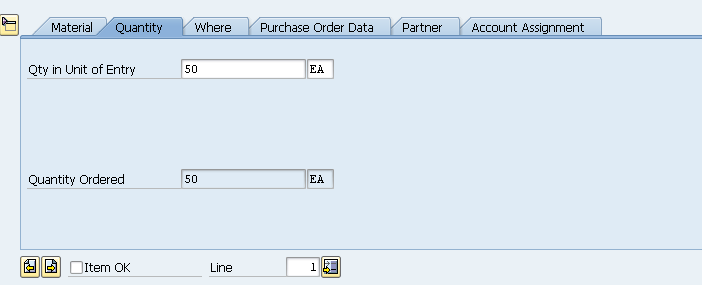 Material Quantity Where Purchase Order Data Partner Account Assignment
Qty in Unit of Entry 50 EA
Quantity Ordered 50 EA
Item OK Line 1